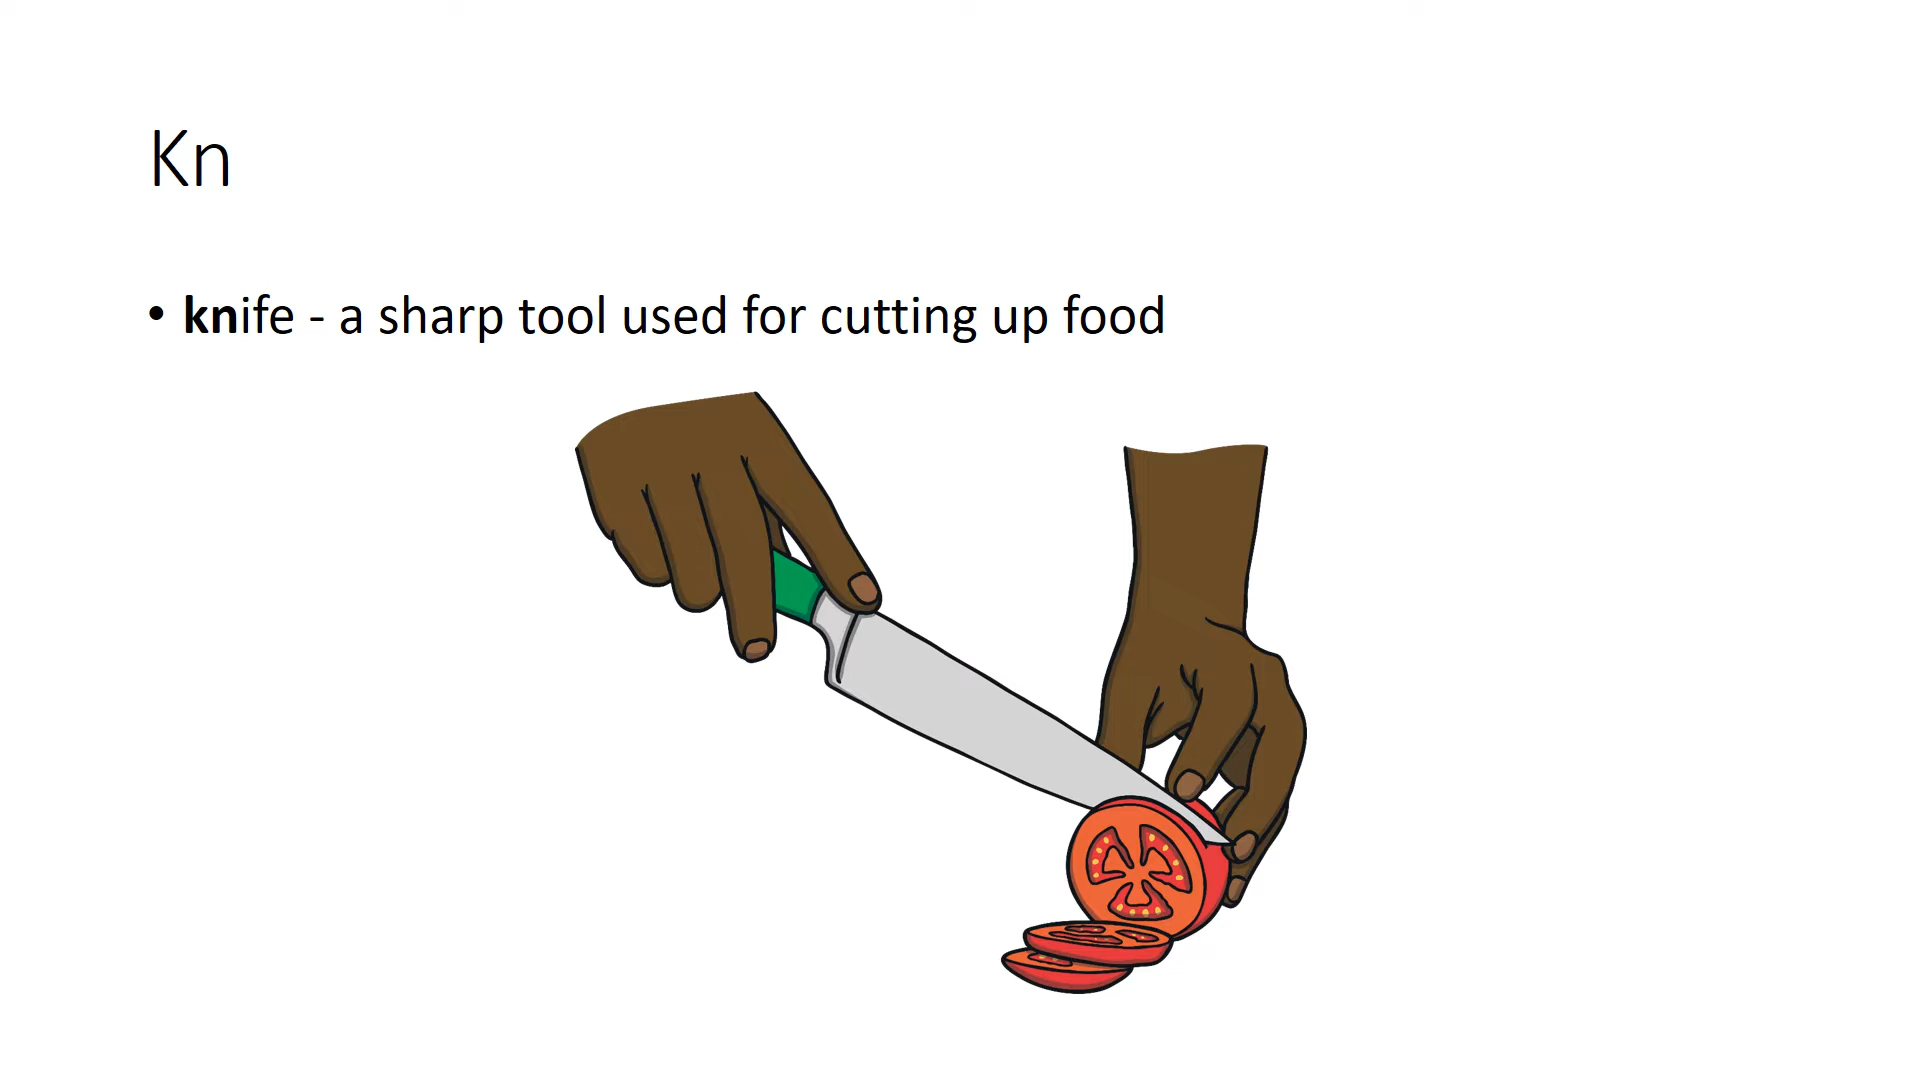 Kn
• knife - a sharp tool used for cutting up food